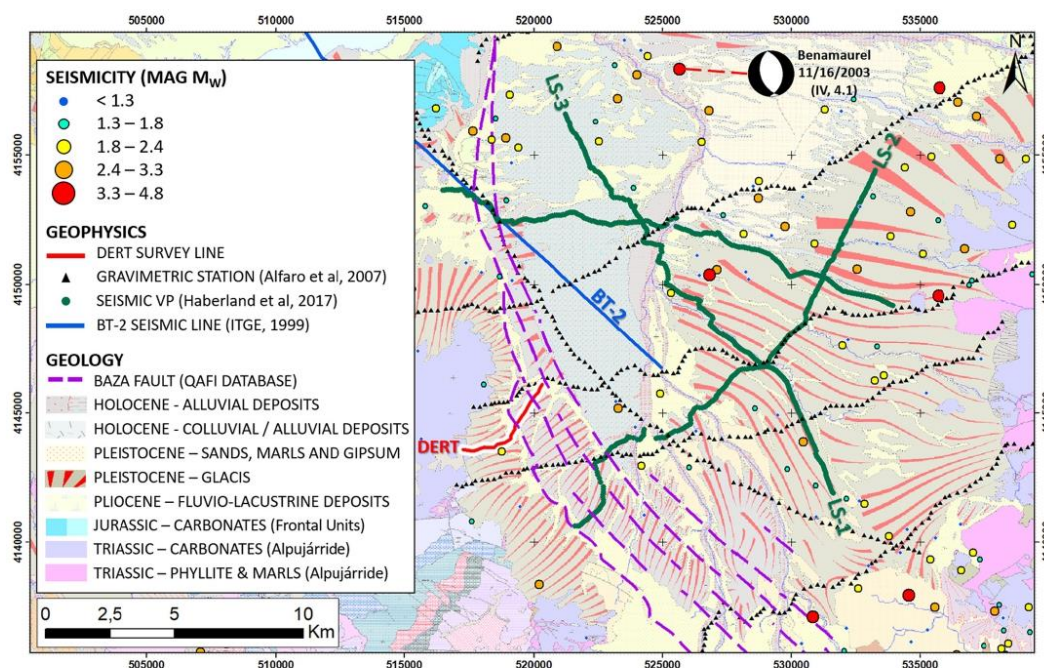 505000 510000 515000 520000 525000 530000 535000
N
SEISMICITY (MAG MW)
< 1.3
1.3 – 1.8
1.8 – 2.4
2.4 – 3.3
3.3 – 4.8
GEOPHYSICS
DERT SURVEY LINE
GRAVIMETRIC STATION (Alfaro et al, 2007)
SEISMIC VP (Haberland et al, 2017)
BT-2 SEISMIC LINE (ITGE, 1999)
GEOLOGY
BAZA FAULT (QAFI DATABASE)
HOLOCENE - ALLUVIAL DEPOSITS
HOLOCENE - COLLUVIAL / ALLUVIAL DEPOSITS
PLEISTOCENE – SANDS, MARLS AND GIPSUM
PLEISTOCENE – GLACIS
PLIOCENE – FLUVIO-LACUSTRINE DEPOSITS
JURASSIC – CARBONATES (Frontal Units)
TRIASSIC – CARBONATES (Alpujárride)
TRIASSIC – PHYLLITE & MARLS (Alpujárride)
0 2,5 5 10
Km
Benamaurel
11/16/2003
(IV, 4.1)
LS-3
LS-2
BT-2
DERT
LS-1
4155000
4150000
4145000
4140000
505000 510000 515000 520000 525000 530000 535000